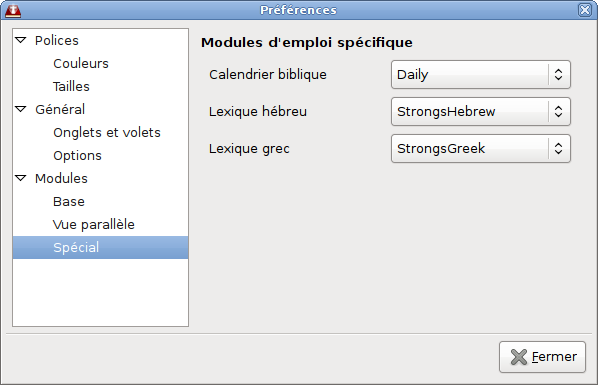 Préférences
Polices
Couleurs
Tailles
Général
Onglets et volets
Options
Modules
Base
Vue parallèle
Spécial
Modules d'emploi spécifique
Calendrier biblique Daily
Lexique hébreu StrongsHebrew
Lexique grec StrongsGreek
Fermer